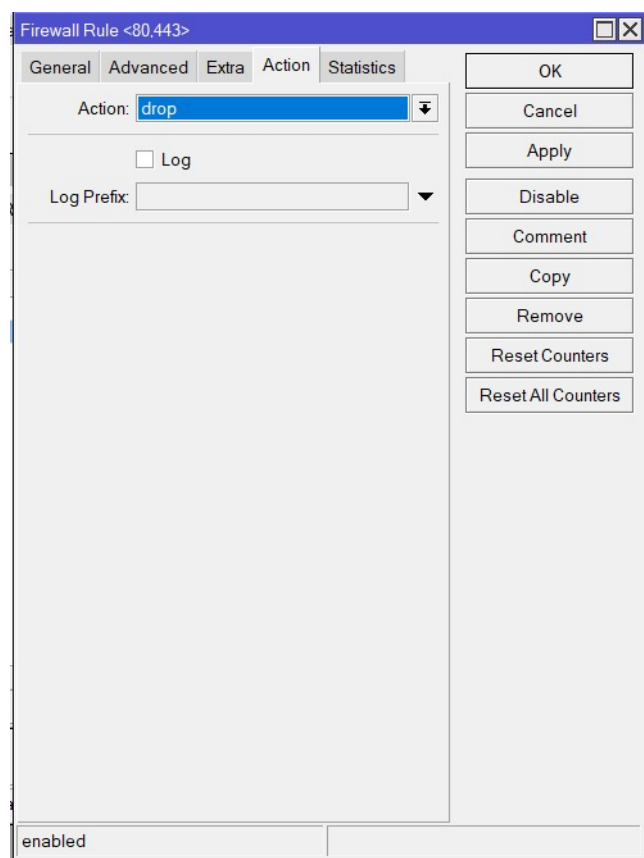 Firewall Rule <80,443>
General Advanced Extra Action Statistics
Action: drop
Log
Log Prefix:
OK
Cancel
Apply
Disable
Comment
Copy
Remove
Reset Counters
Reset All Counters
enabled